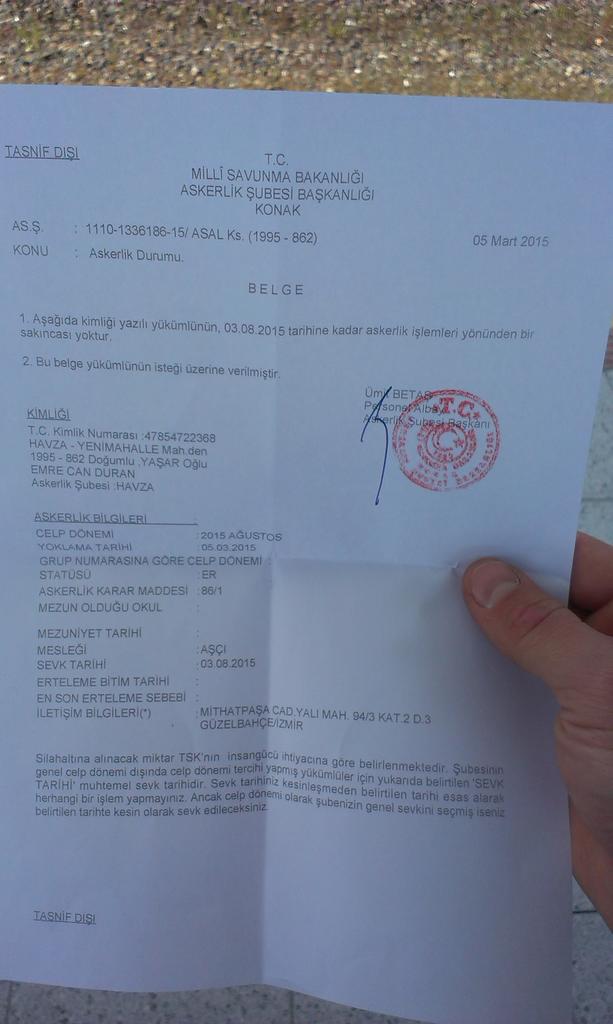 TASNİF DIŞI
T.C.
MİLLÎ SAVUNMA BAKANLIĞI
ASKERLİK ŞUBESİ BAŞKANLIĞI
KONAK
AS.Ş. : 1110-1336186-15/ ASAL Ks. (1995 - 862)
05 Mart 2015
KONU : Askerlik Durumu.
B E L G E
1. Aşağıda kimliği yazılı yükümlünün, 03.08.2015 tarihine kadar askerlik işlemleri yönünden bir
sakıncası yoktur.
2. Bu belge yükümlünün isteği üzerine verilmiştir.
Ümit BETAŞ
Personel Albay
Askerlik Şubesi Başkanı
T.C.
KİMLİĞİ
T.C. Kimlik Numarası :47854722368
HAVZA - YENİMAHALLE Mah.den
1995 - 862 Doğumlu ,YAŞAR Oğlu
EMRE CAN DURAN
Askerlik Şubesi :HAVZA
ASKERLİK BİLGİLERİ :
CELP DÖNEMİ : 2015 AĞUSTOS
YOKLAMA TARİHİ : 05.03.2015
GRUP NUMARASINA GÖRE CELP DÖNEMİ :
STATÜSÜ : ER
ASKERLİK KARAR MADDESİ : 86/1
MEZUN OLDUĞU OKUL :
MEZUNİYET TARİHİ :
MESLEĞİ : AŞÇI
SEVK TARİHİ : 03.08.2015
ERTELEME BİTİM TARİHİ :
EN SON ERTELEME SEBEBİ :
İLETİŞİM BİLGİLERİ(*) : MİTHATPAŞA CAD.YALI MAH. 94/3 KAT.2 D.3
GÜZELBAHÇE/İZMİR
Silahaltına alınacak miktar TSK'nın insangücü ihtiyacına göre belirlenmektedir. Şubesinin
genel celp dönemi dışında celp dönemi tercihi yapmış yükümlüler için yukarıda belirtilen 'SEVK
TARİHİ' muhtemel sevk tarihidir. Sevk tarihiniz kesinleşmeden belirtilen tarihi esas alarak
herhangi bir işlem yapmayınız. Ancak celp dönemi olarak şubenizin genel sevkini seçmiş iseniz
belirtilen tarihte kesin olarak sevk edileceksiniz.
TASNİF DIŞI